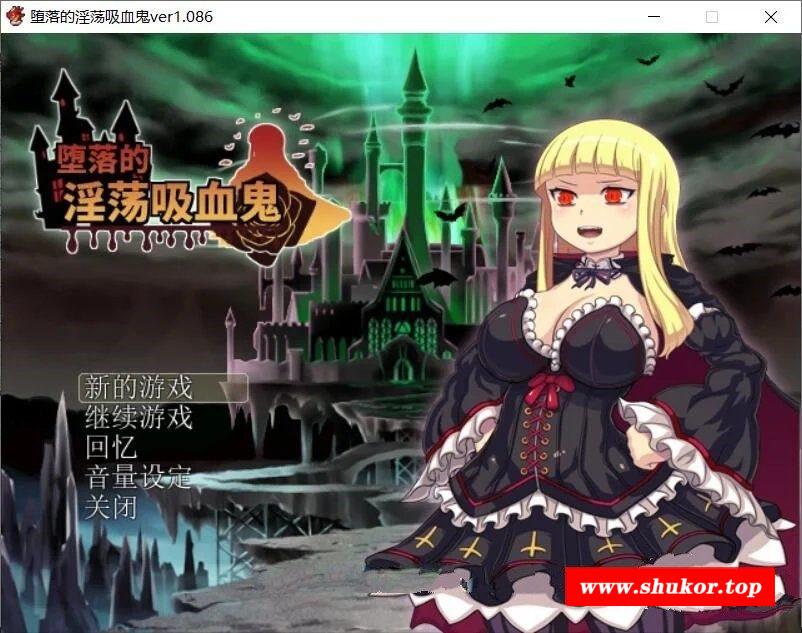 堕落的淫荡吸血鬼ver1.086
堕落的
淫荡吸血鬼
新的游戏
继续游戏
回忆
音量设定
关闭
www.shukor.top